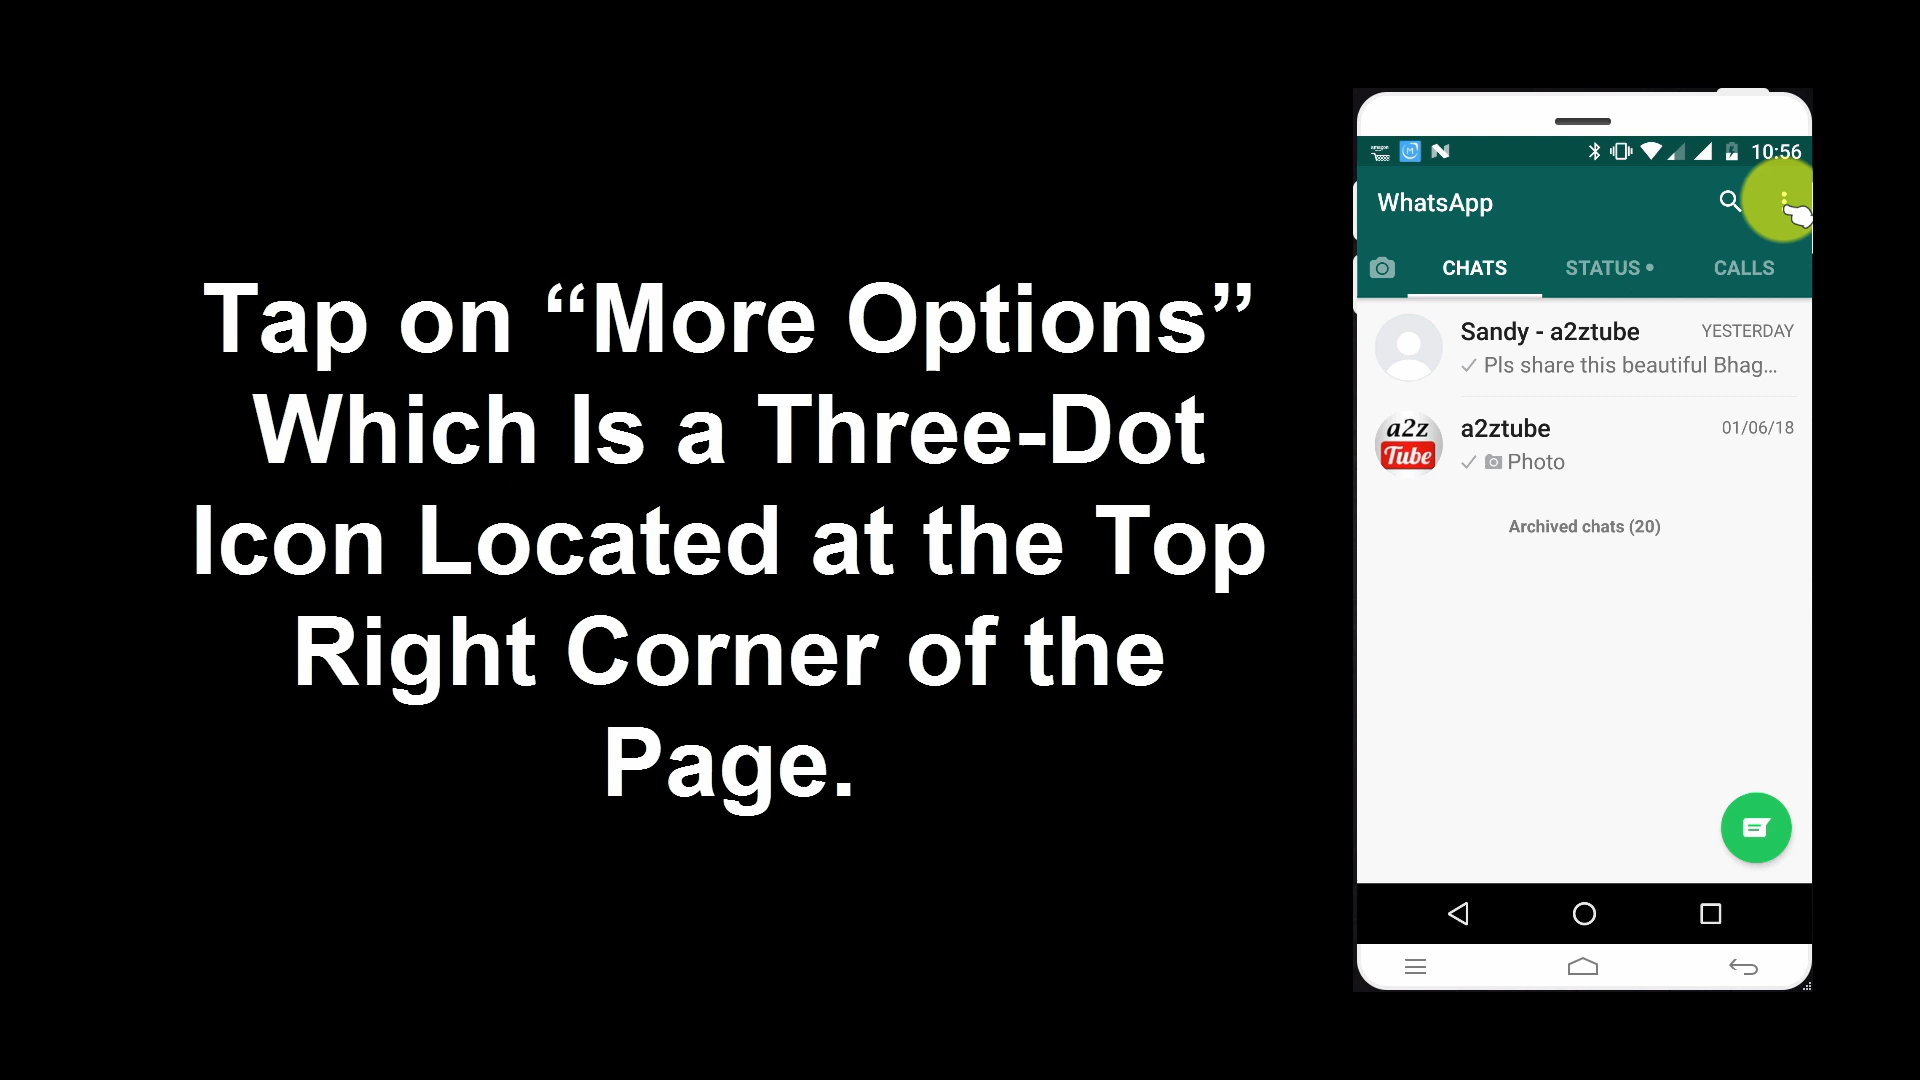 Tap on “More Options”
Which Is a Three-Dot
Icon Located at the Top
Right Corner of the
Page.
10:56
WhatsApp
CHATS STATUS • CALLS
Sandy - a2ztube YESTERDAY
Pls share this beautiful Bhag...
a2z
Tube
a2ztube 01/06/18
Photo
Archived chats (20)